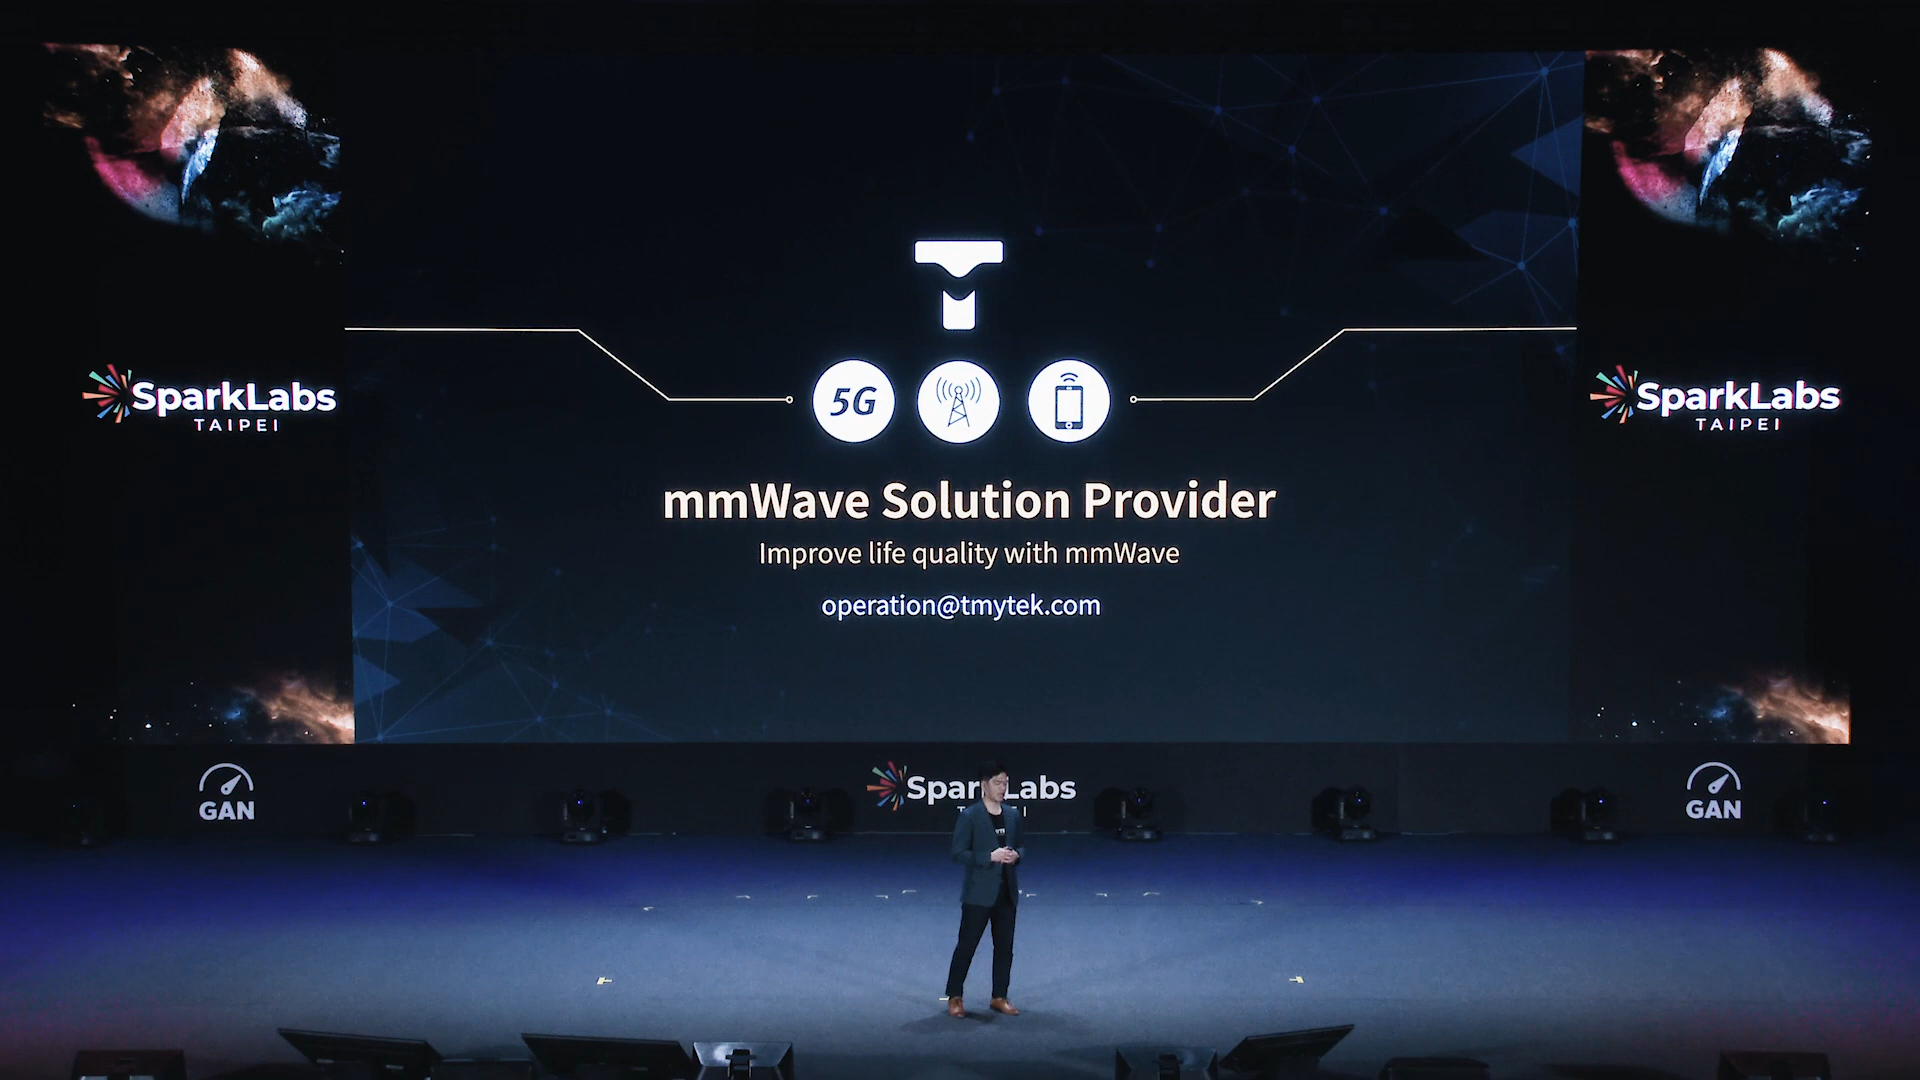 5G
mmWave Solution Provider
Improve life quality with mmWave
operation@tmytek.com
SparkLabs
TAIPEI
SparkLabs
TAIPEI
GAN
GAN